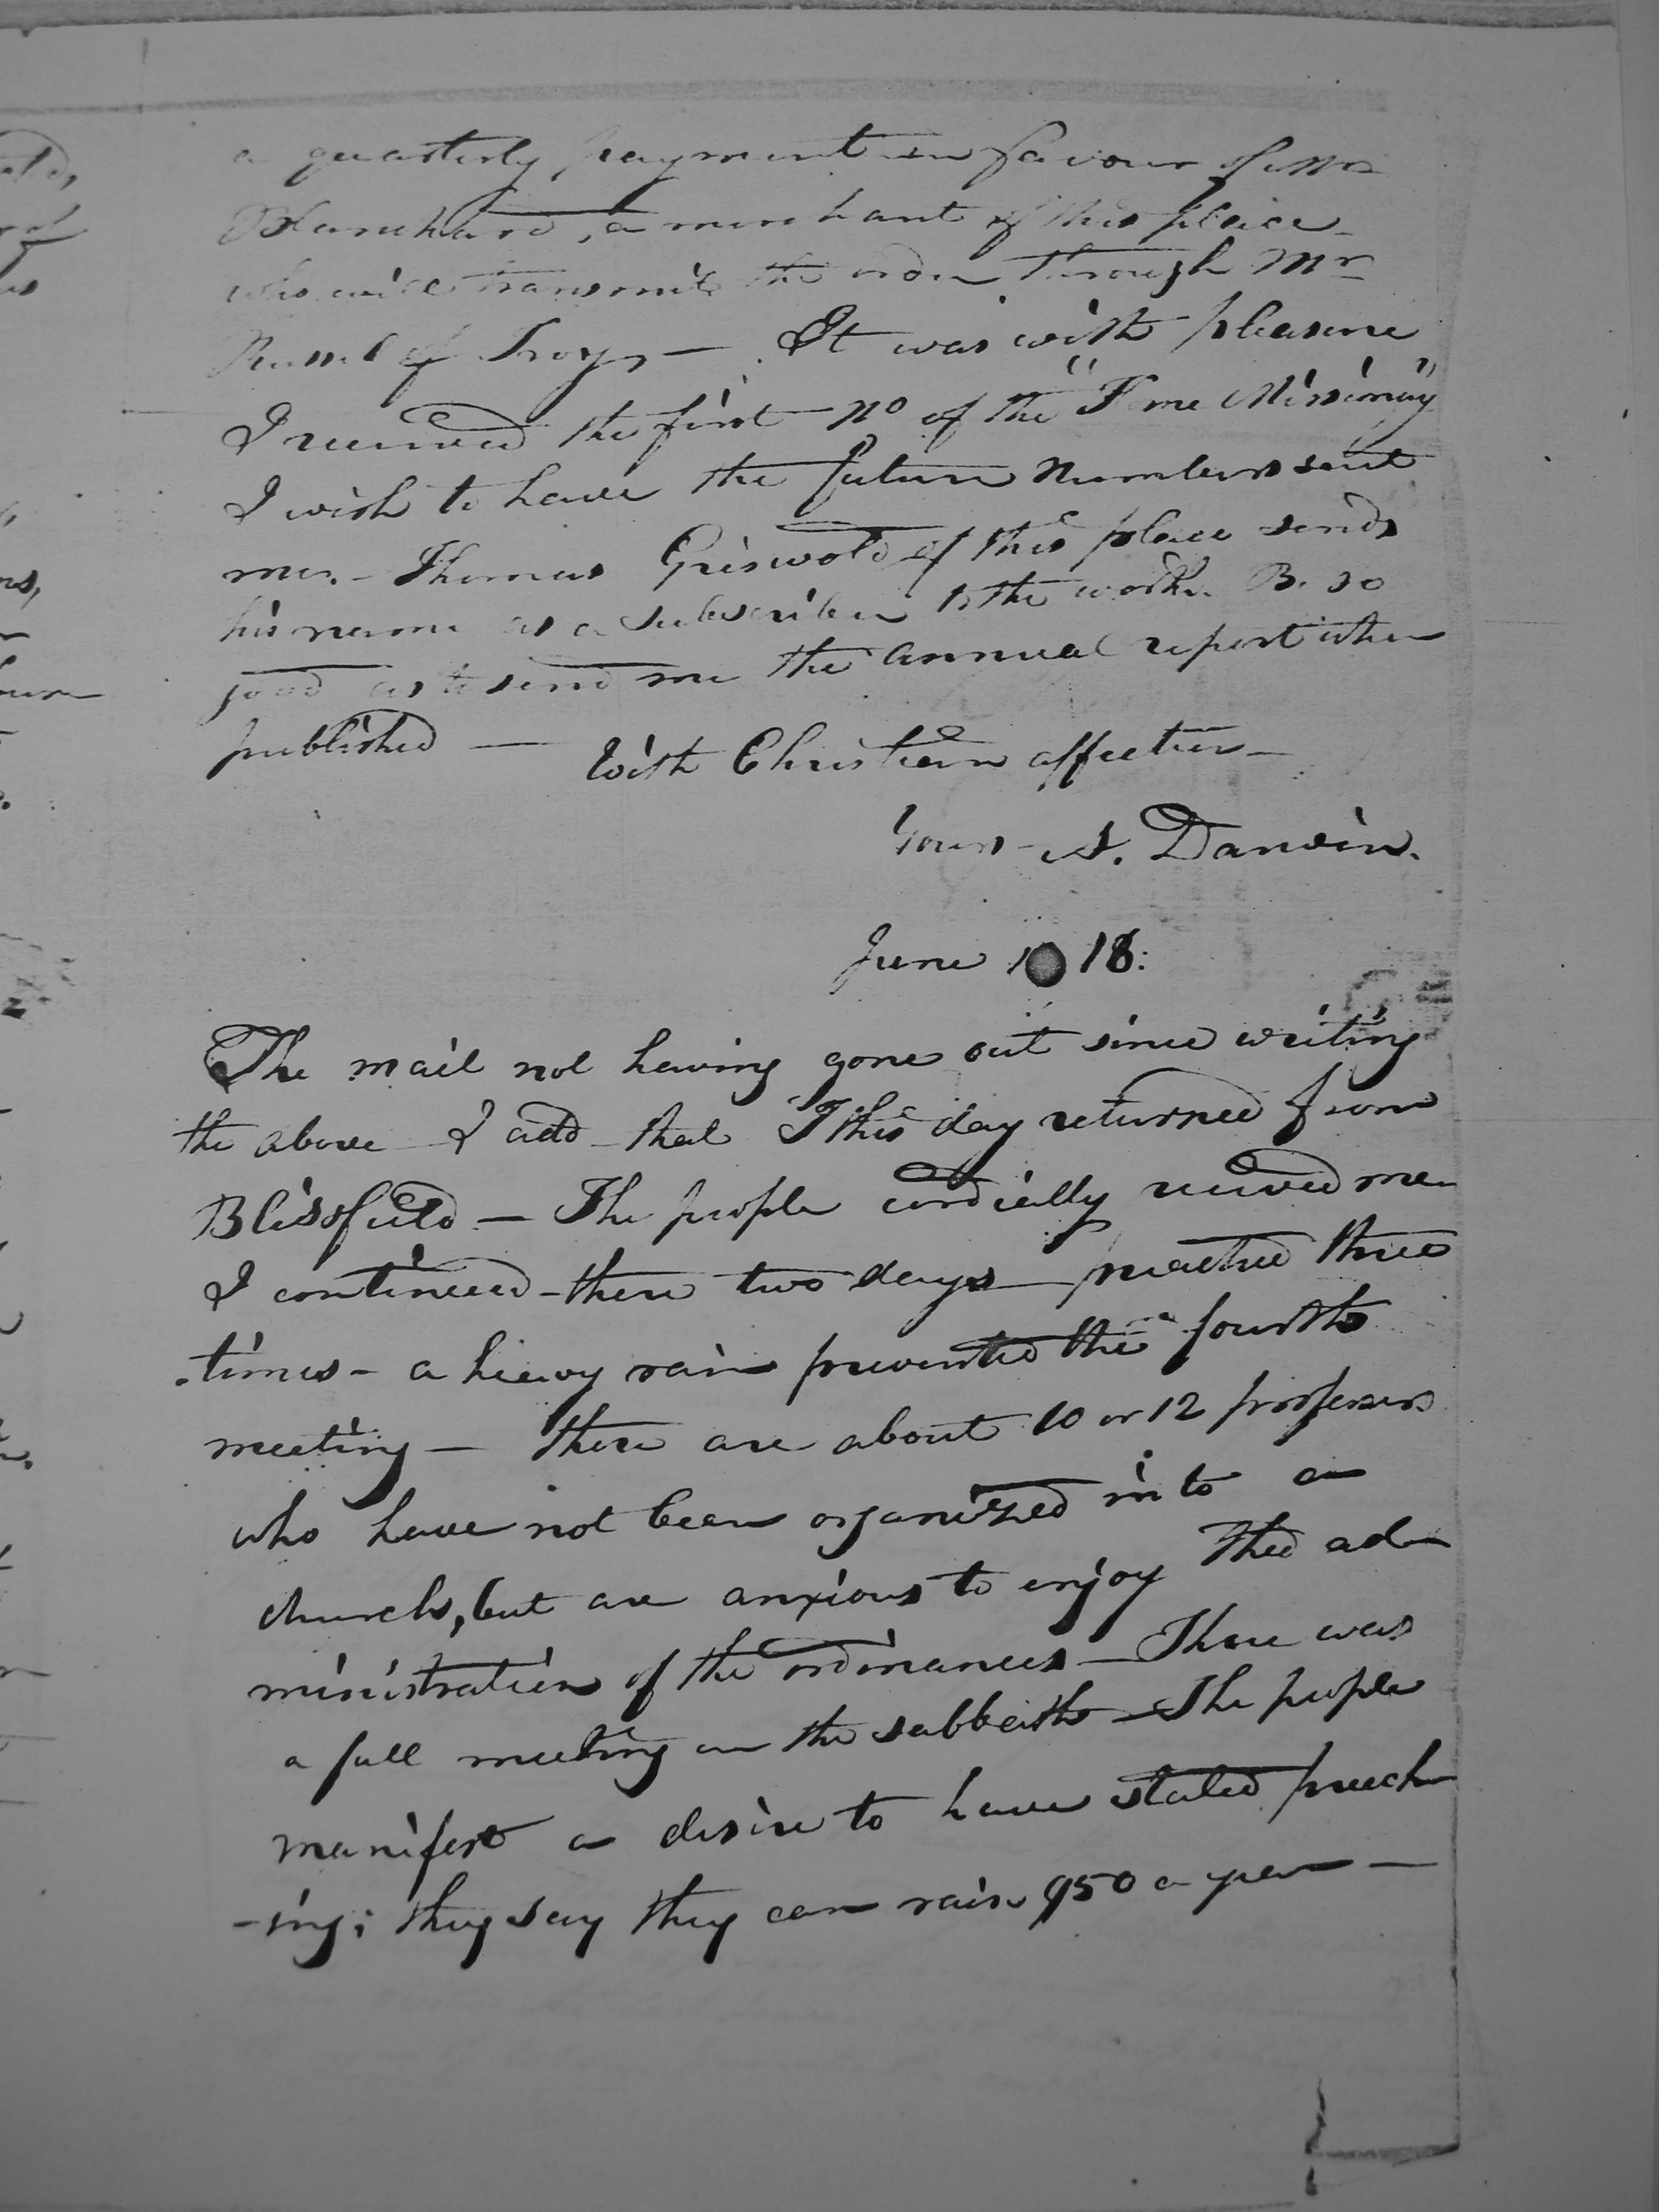 a quarterly payment in favour of Mr
Blanchard, a merchant of this place
who will transmit the order through Mr
Russel of Troy, — It was with pleasure
I received the first No of the "Home Missionary"
I wish to have the future numbers sent
me. - Thomas Griswold of this place sends
his name as a subscriber to the work. B. so
good as to send me the annual report when
published — With Christian affection —
Yours - A. Darwin.
June 18:
The mail not having gone out since writing
the above I add that I this day returned from
Blissfield — The people cordially received me
I continued there two days — preached three
times - a heavy rain prevented the fourth
meeting — there are about 10 or 12 professors
who have not been organized into a
church, but are anxious to enjoy the ad-
ministration of the ordinances — There was
a full meeting on the sabbath — The people
manifest a desire to have stated preach
-ing; they say they can raise $50 a year —